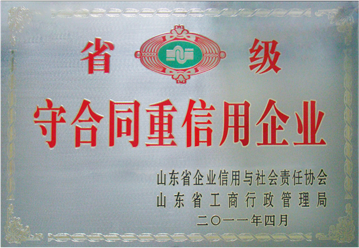 省 级
守合同重信用企业
山东省企业信用与社会责任协会
山东省工商行政管理局
二〇一一年四月